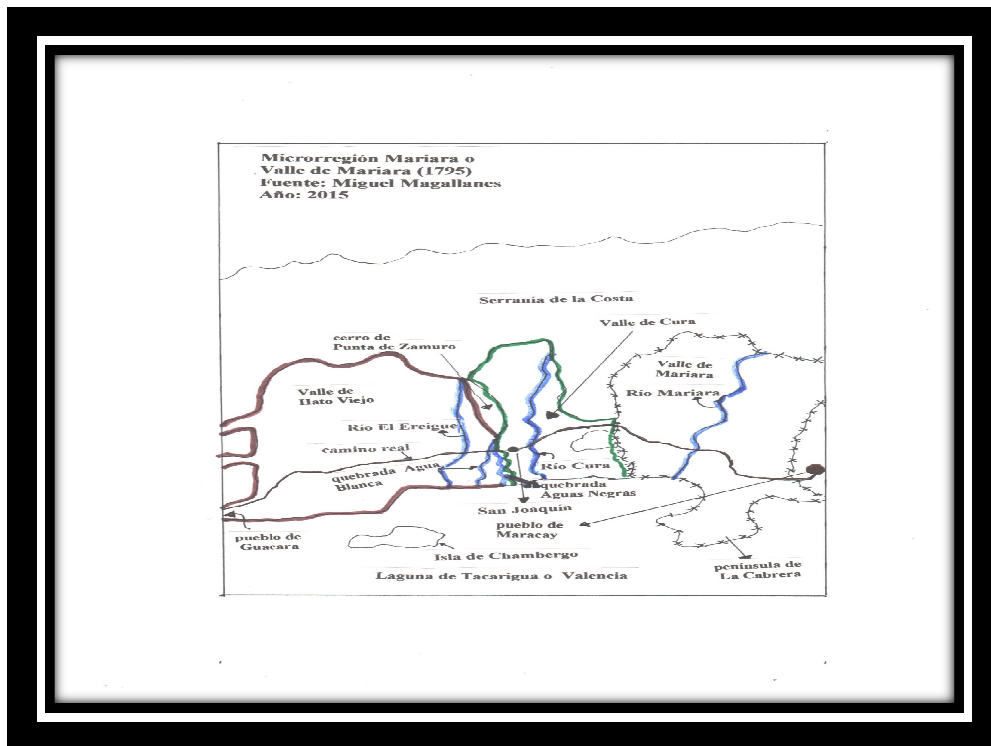 Microrregión Mariara o
Valle de Mariara (1795)
Fuente: Miguel Magallanes
Año: 2015
Serranía de la Costa
Valle de Cura
cerro de
Punta de Zamuro
Valle de
Mariara
Río Mariara
Valle de
Hato Viejo
Río El Ereigue
camino real
quebrada Agua
Blanca
Río Cura
quebrada
Aguas Negras
San Joaquín
pueblo de
Maracay
pueblo de
Guacara
Isla de Chambergo
península de
La Cabrera
Laguna de Tacarigua o Valencia